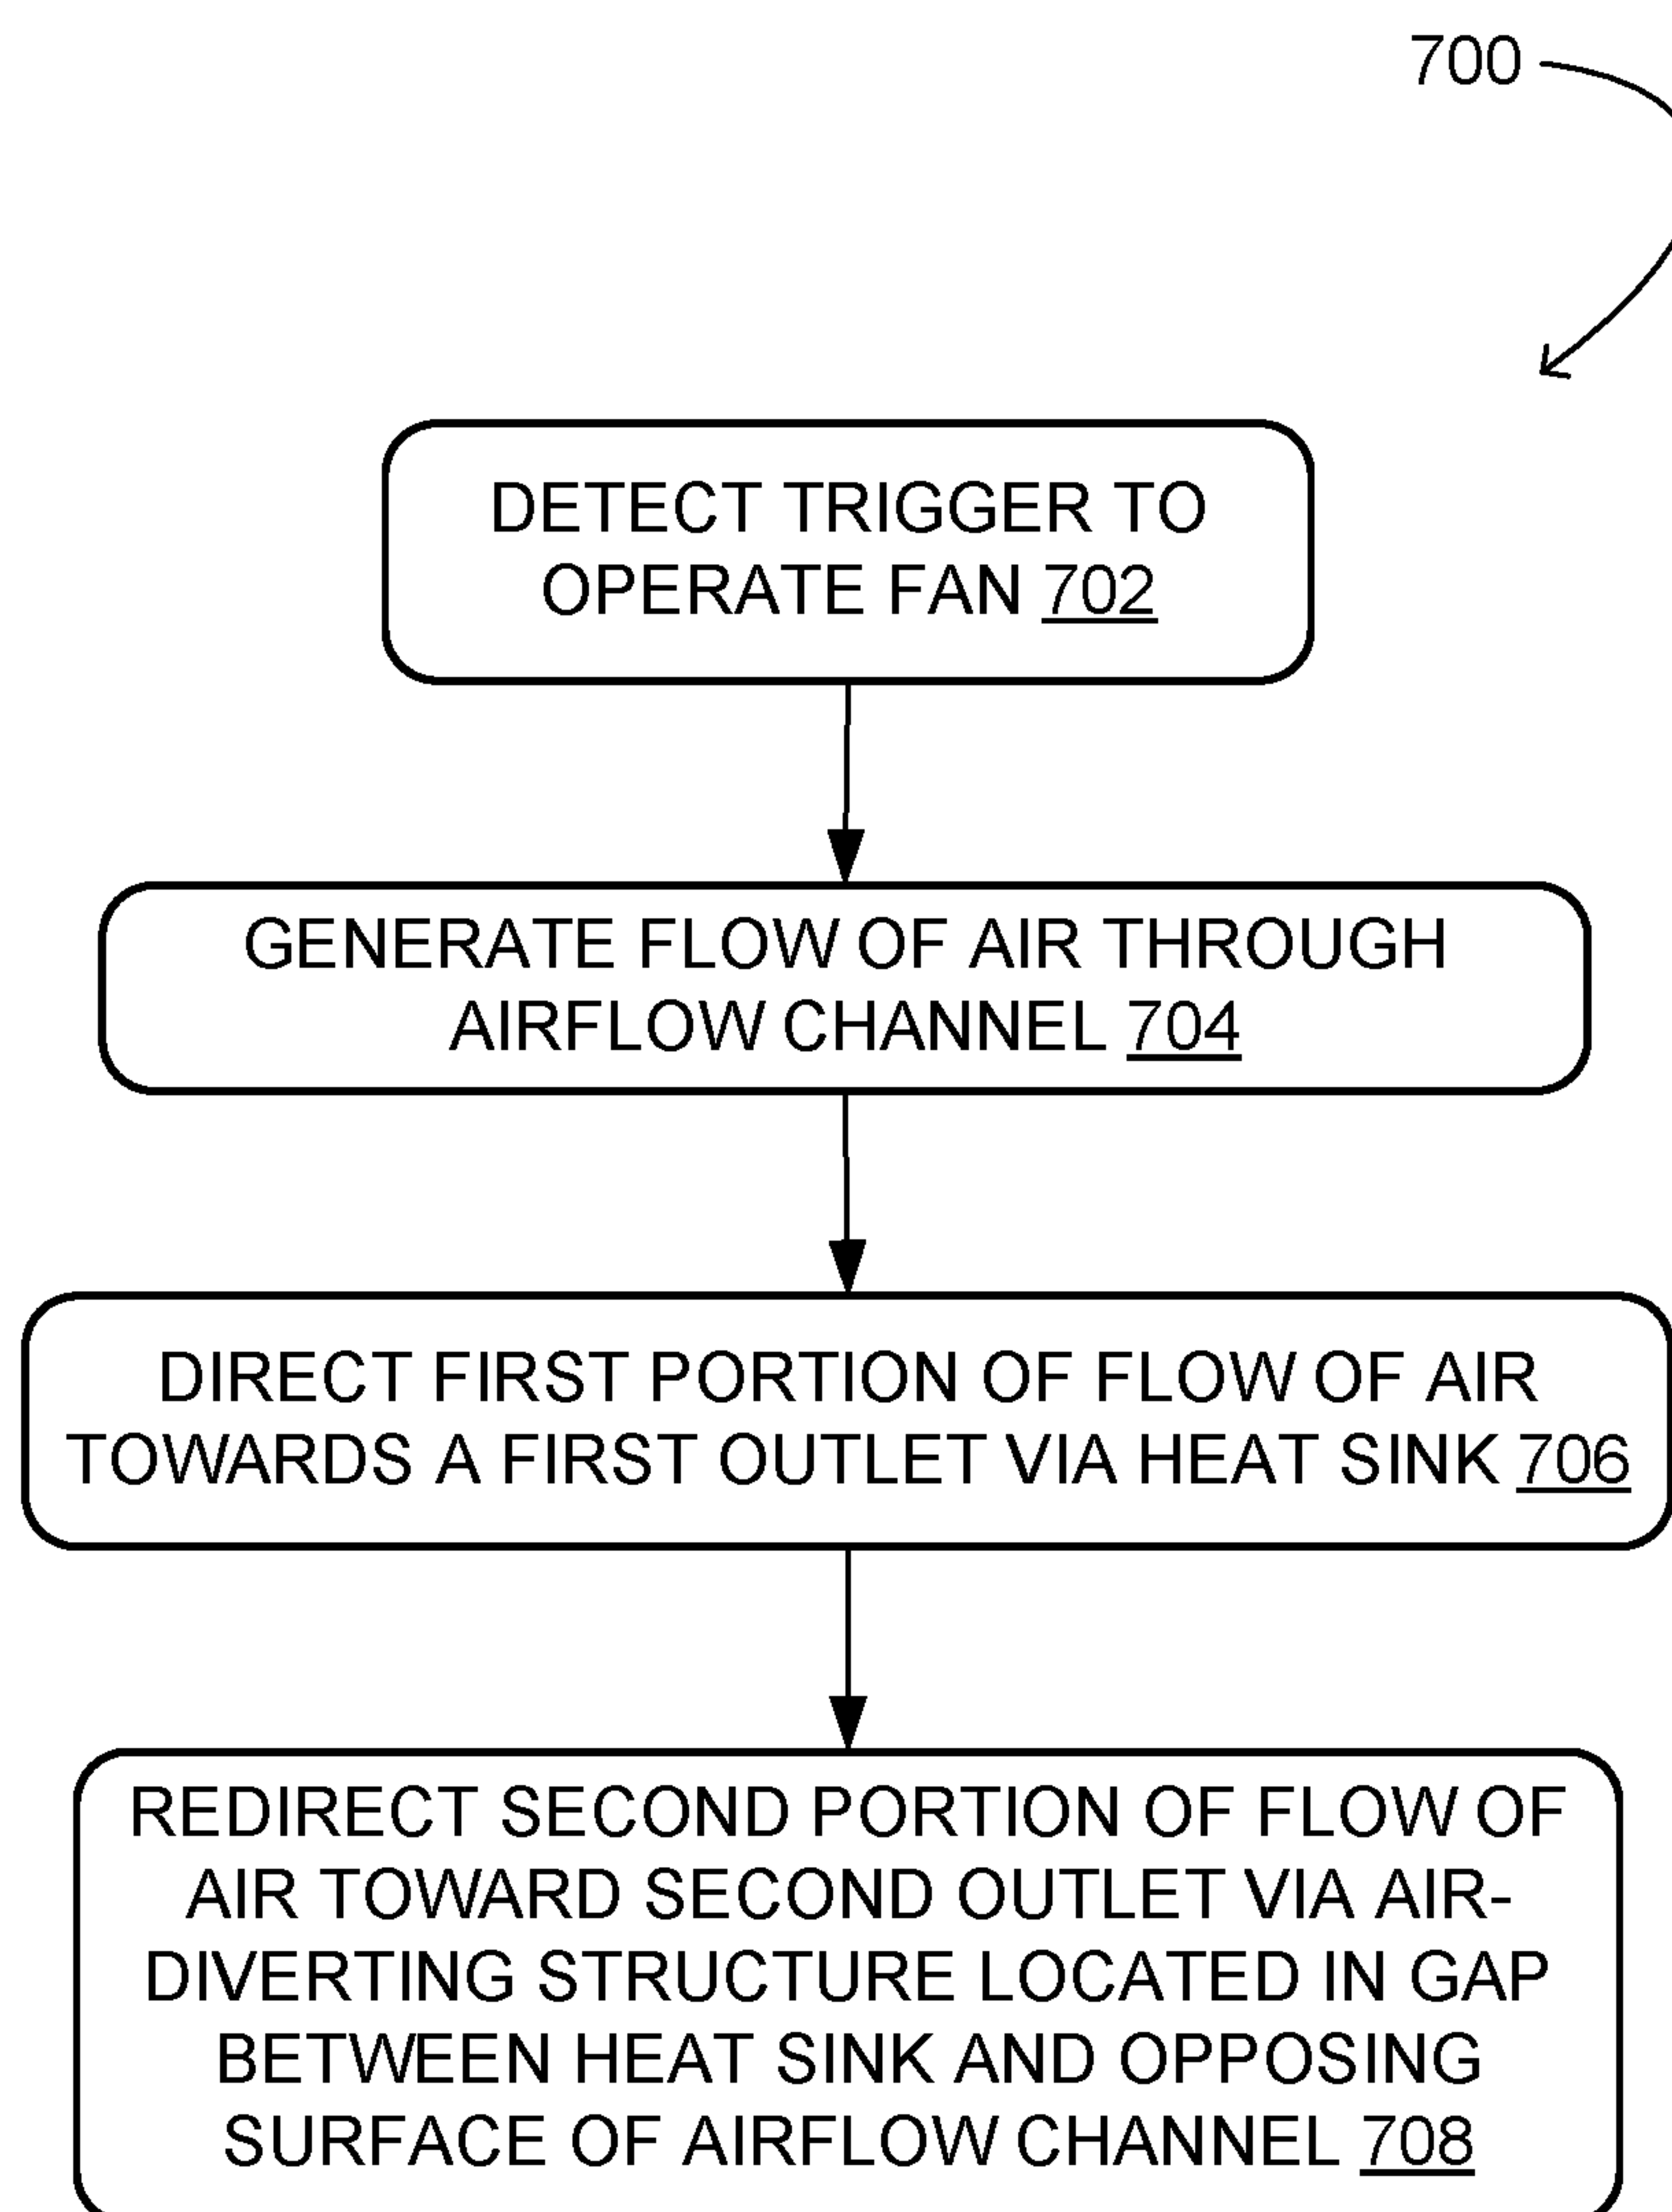 700
DETECT TRIGGER TO
OPERATE FAN 702
GENERATE FLOW OF AIR THROUGH
AIRFLOW CHANNEL 704
DIRECT FIRST PORTION OF FLOW OF AIR
TOWARDS A FIRST OUTLET VIA HEAT SINK 706
REDIRECT SECOND PORTION OF FLOW OF
AIR TOWARD SECOND OUTLET VIA AIR-
DIVERTING STRUCTURE LOCATED IN GAP
BETWEEN HEAT SINK AND OPPOSING
SURFACE OF AIRFLOW CHANNEL 708